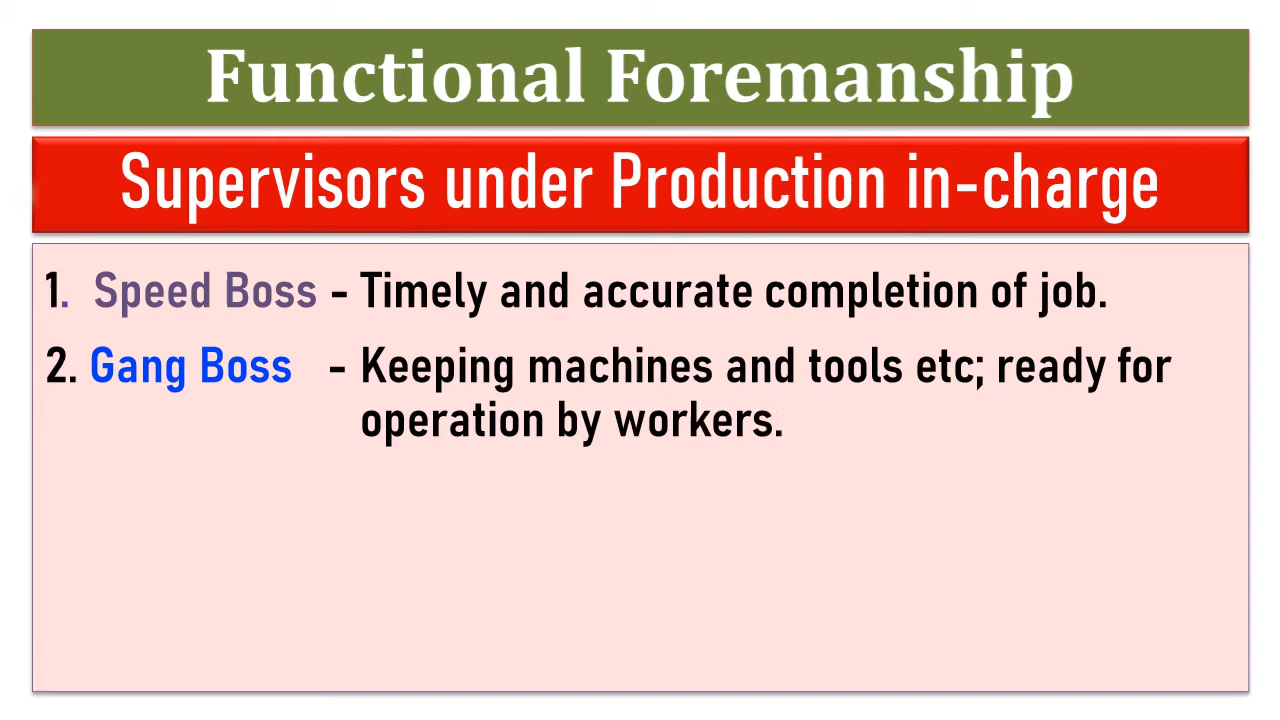 Functional Foremanship
Supervisors under Production in-charge
1. Speed Boss - Timely and accurate completion of job.
2. Gang Boss - Keeping machines and tools etc; ready for
operation by workers.